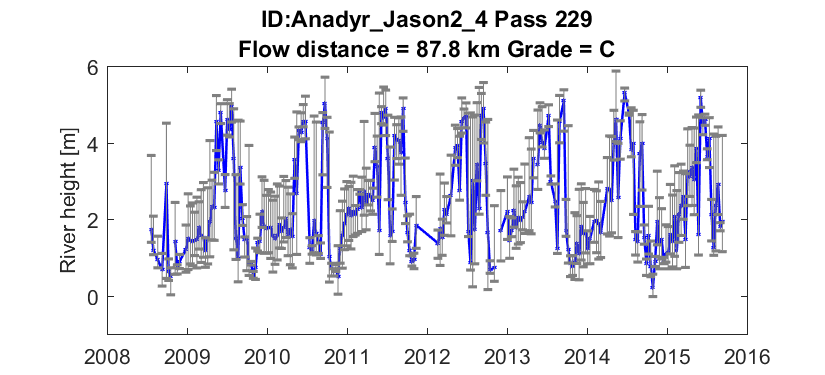 ID:Anadyr_Jason2_4 Pass 229
Flow distance = 87.8 km Grade = C
River height [m]
6
4
2
0
2008 2009 2010 2011 2012 2013 2014 2015 2016